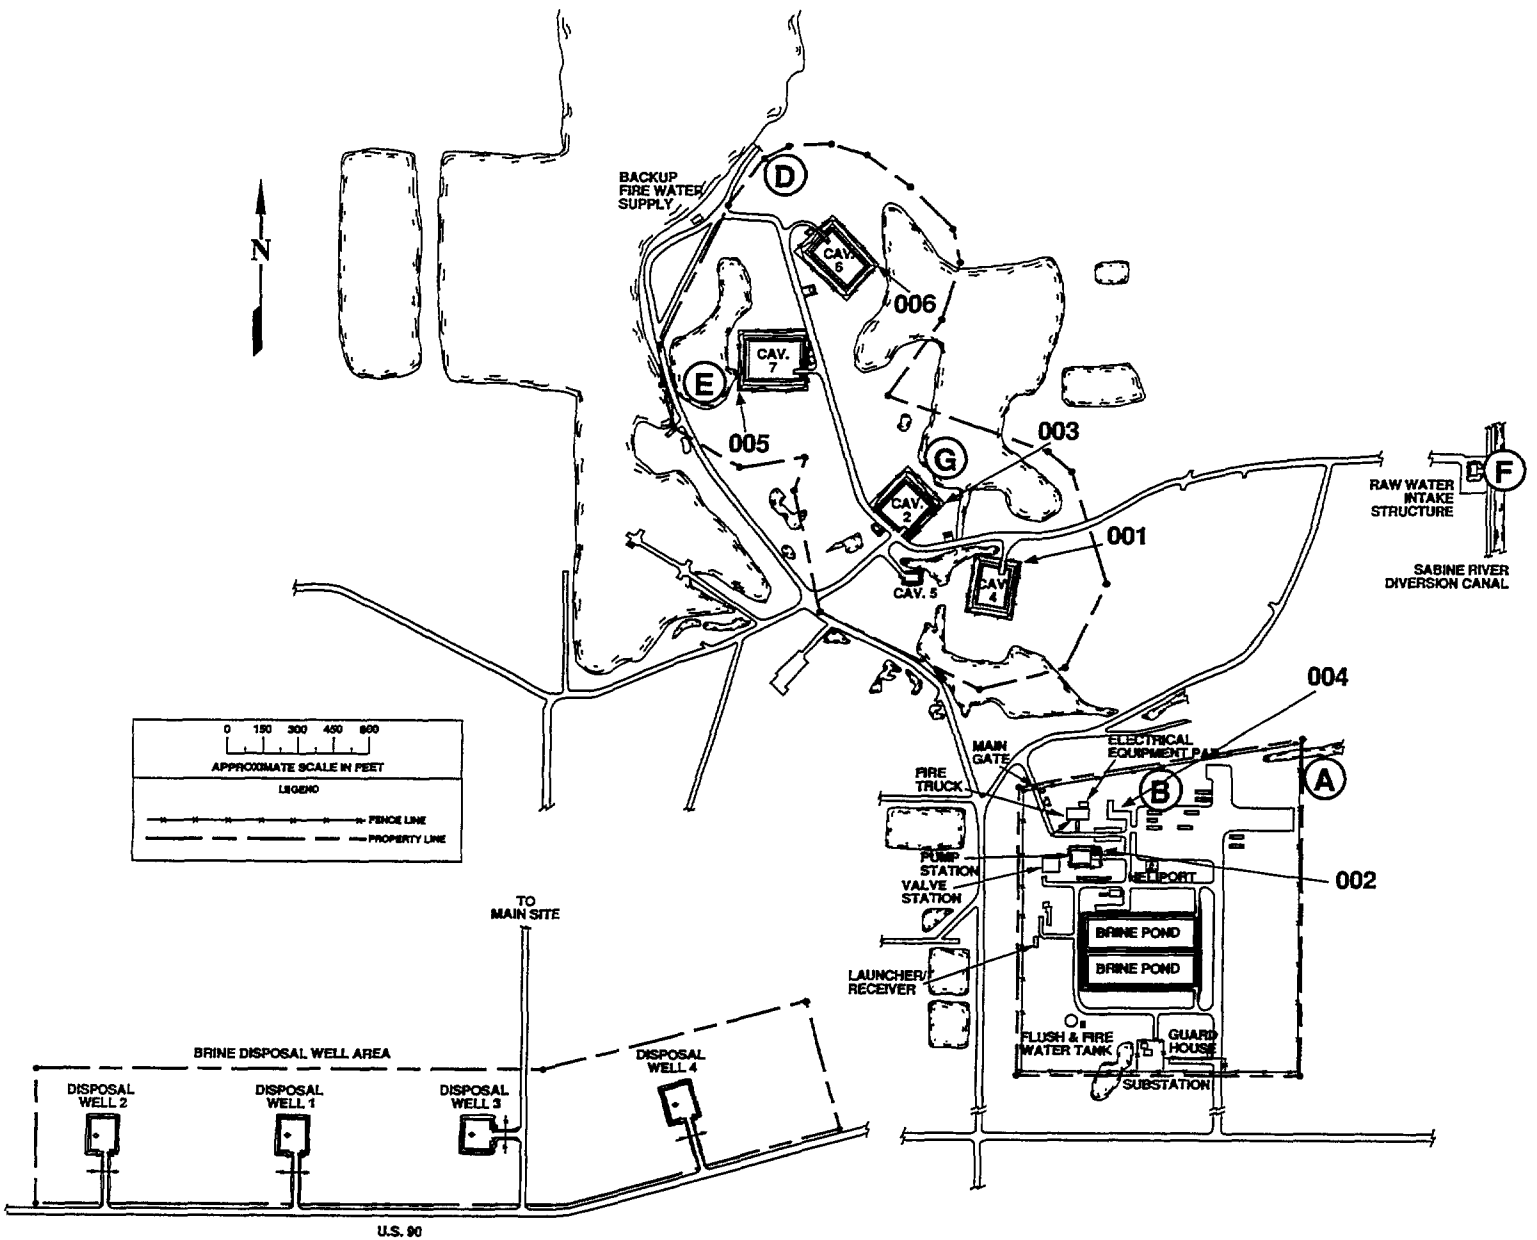 D
BACKUP
FIRE WATER
SUPPLY
N
CAV.
6
006
CAV.
7
E
005
003
G
CAV.
2
F
RAW WATER
INTAKE
STRUCTURE
001
SABINE RIVER
DIVERSION CANAL
CAV. 5
CAV.
4
004
0 150 300 450 600
APPROXIMATE SCALE IN FEET
LEGEND
FENCE LINE
PROPERTY LINE
MAIN
GATE
ELECTRICAL
EQUIPMENT PAD
FIRE
TRUCK
B
A
PUMP
STATION
HELIPORT
002
VALVE
STATION
TO
MAIN SITE
BRINE POND
BRINE POND
LAUNCHER/
RECEIVER
FLUSH & FIRE
WATER TANK
GUARD
HOUSE
SUBSTATION
BRINE DISPOSAL WELL AREA
DISPOSAL
WELL 2
DISPOSAL
WELL 1
DISPOSAL
WELL 3
DISPOSAL
WELL 4
U.S. 90